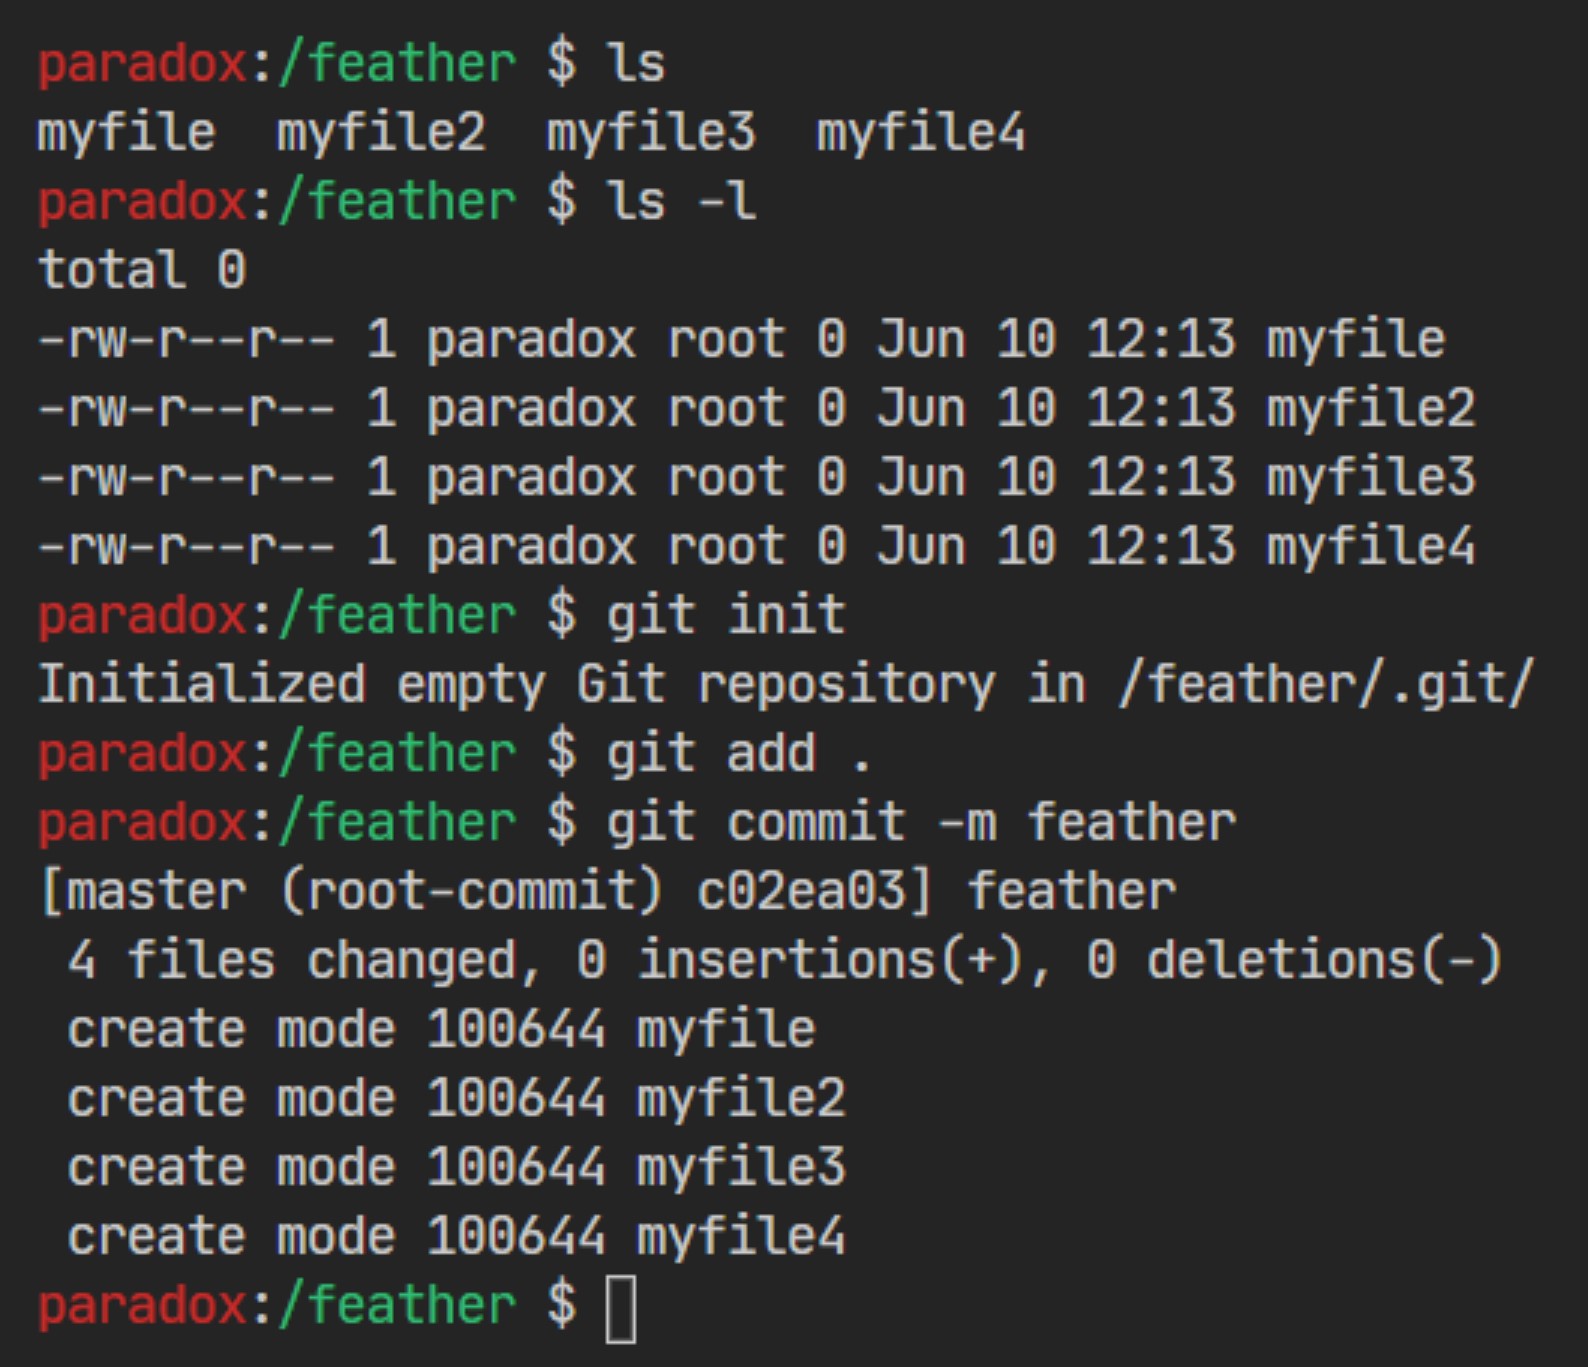 paradox:/feather $ ls
myfile  myfile2  myfile3  myfile4
paradox:/feather $ ls -l
total 0
-rw-r--r-- 1 paradox root 0 Jun 10 12:13 myfile
-rw-r--r-- 1 paradox root 0 Jun 10 12:13 myfile2
-rw-r--r-- 1 paradox root 0 Jun 10 12:13 myfile3
-rw-r--r-- 1 paradox root 0 Jun 10 12:13 myfile4
paradox:/feather $ git init
Initialized empty Git repository in /feather/.git/
paradox:/feather $ git add .
paradox:/feather $ git commit -m feather
[master (root-commit) c02ea03] feather
 4 files changed, 0 insertions(+), 0 deletions(-)
 create mode 100644 myfile
 create mode 100644 myfile2
 create mode 100644 myfile3
 create mode 100644 myfile4
paradox:/feather $